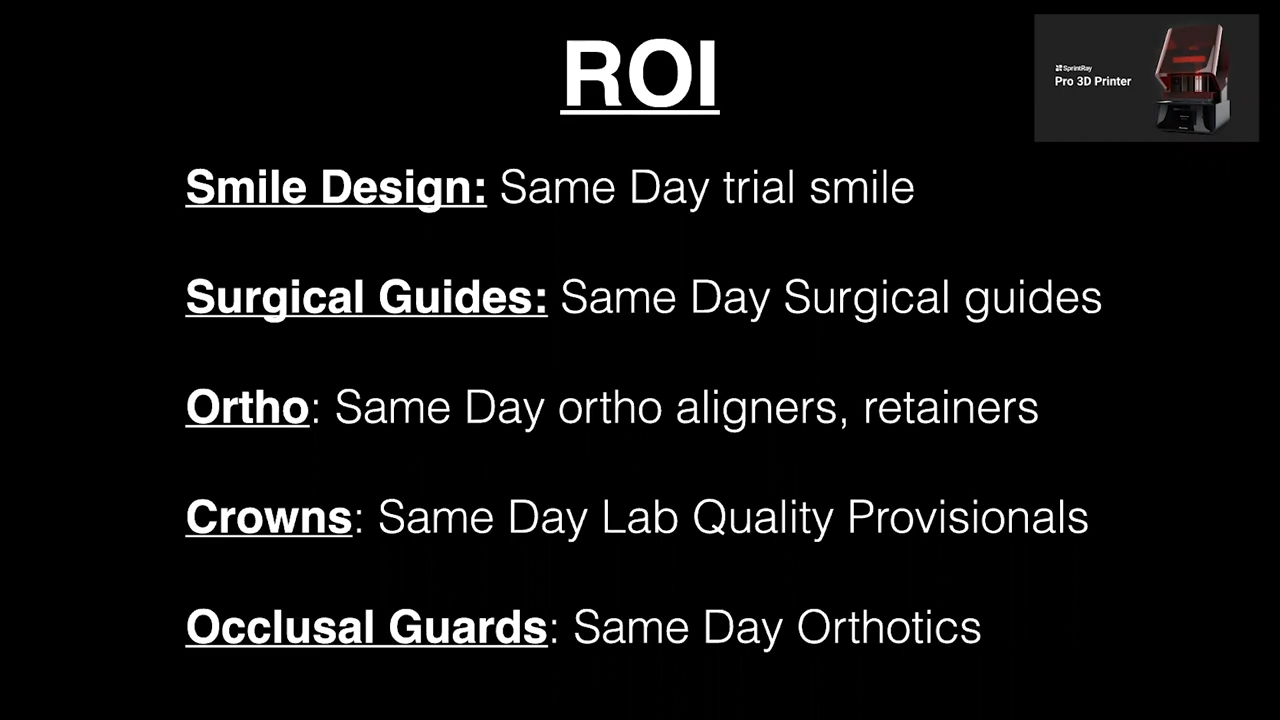 ROI
SprintRay
Pro 3D Printer
Smile Design: Same Day trial smile
Surgical Guides: Same Day Surgical guides
Ortho: Same Day ortho aligners, retainers
Crowns: Same Day Lab Quality Provisionals
Occlusal Guards: Same Day Orthotics